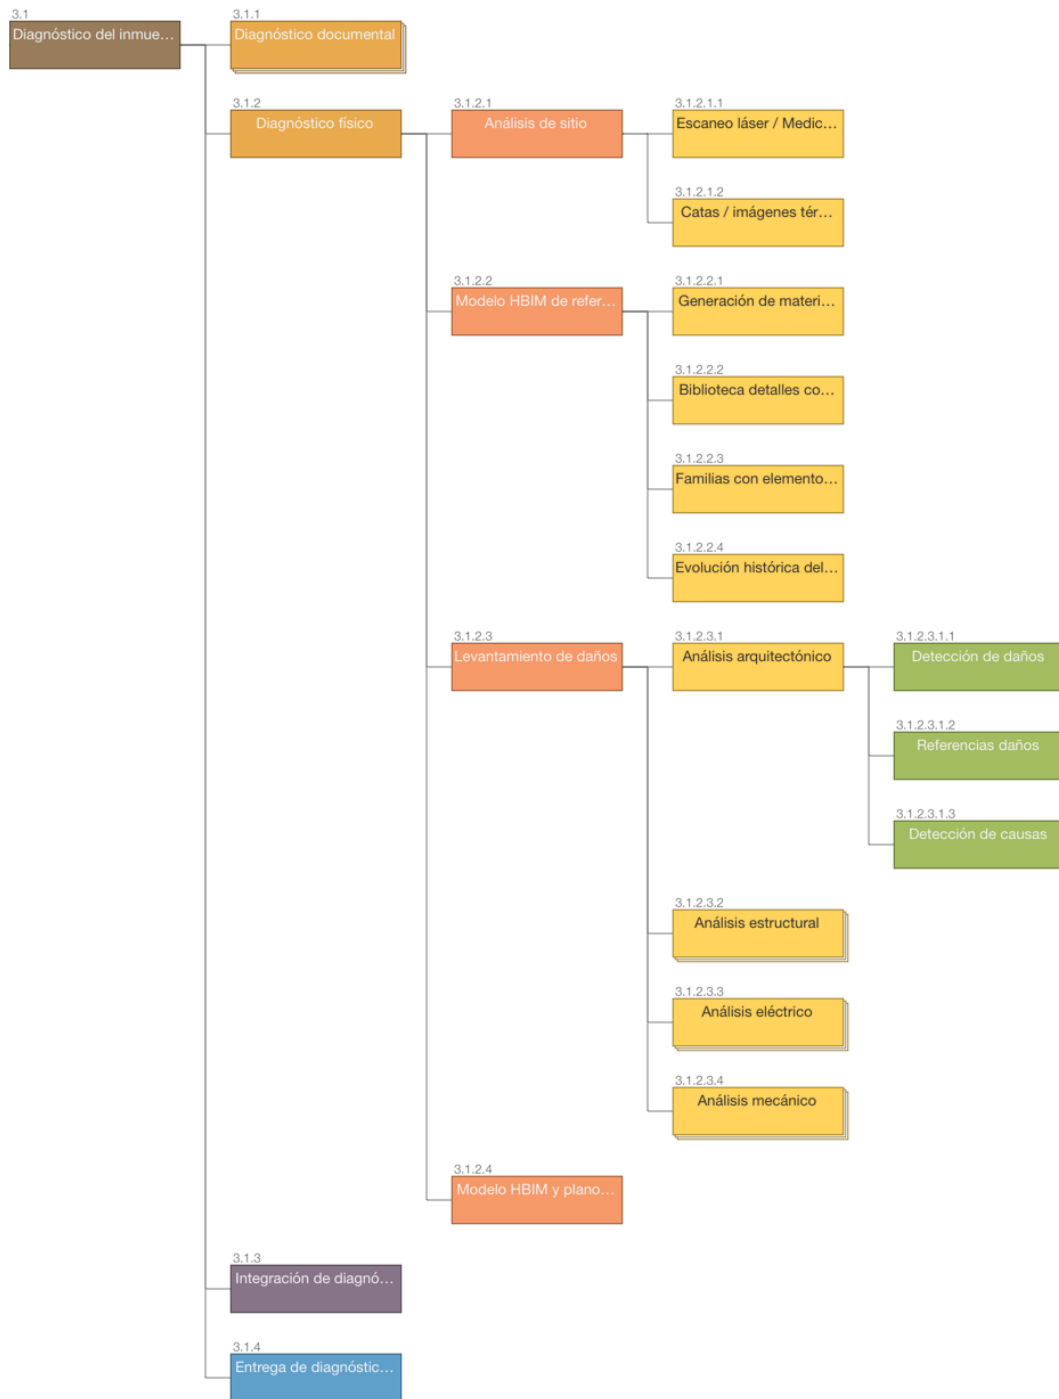 3.1
Diagnóstico del inmue...
3.1.1
Diagnóstico documental
3.1.2
Diagnóstico físico
3.1.2.1
Análisis de sitio
3.1.2.1.1
Escaneo láser / Medic...
3.1.2.1.2
Catas / imágenes tér...
3.1.2.2
Modelo HBIM de refer...
3.1.2.2.1
Generación de materi...
3.1.2.2.2
Biblioteca detalles co...
3.1.2.2.3
Familias con elemento...
3.1.2.2.4
Evolución histórica del...
3.1.2.3
Levantamiento de daños
3.1.2.3.1
Análisis arquitectónico
3.1.2.3.1.1
Detección de daños
3.1.2.3.1.2
Referencias daños
3.1.2.3.1.3
Detección de causas
3.1.2.3.2
Análisis estructural
3.1.2.3.3
Análisis eléctrico
3.1.2.3.4
Análisis mecánico
3.1.2.4
Modelo HBIM y plano...
3.1.3
Integración de diagnó...
3.1.4
Entrega de diagnóstic...